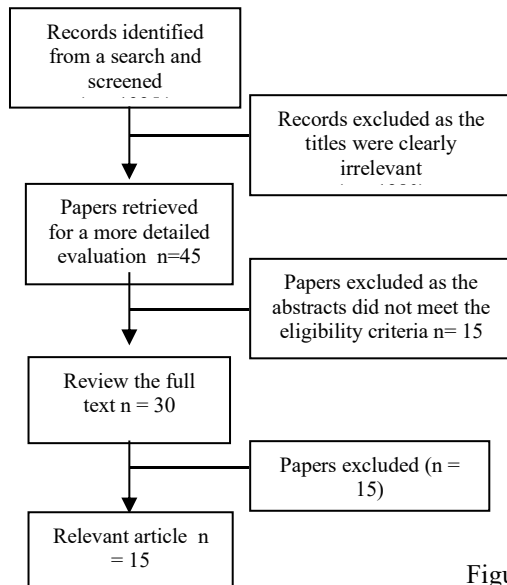 Records identified
from a search and
screened
Records excluded as the
titles were clearly
irrelevant
Papers retrieved
for a more detailed
evaluation n=45
Papers excluded as the
abstracts did not meet the
eligibility criteria n= 15
Review the full
text n = 30
Papers excluded (n =
15)
Relevant article n
= 15
Figu